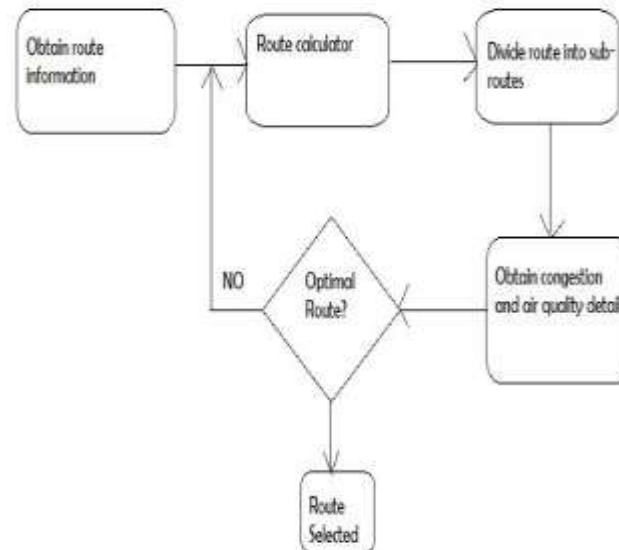 Obtain route
information
Route calculator
Divide route into sub-
routes
Obtain congestion
and air quality detail
Optimal
Route?
NO
Route
Selected